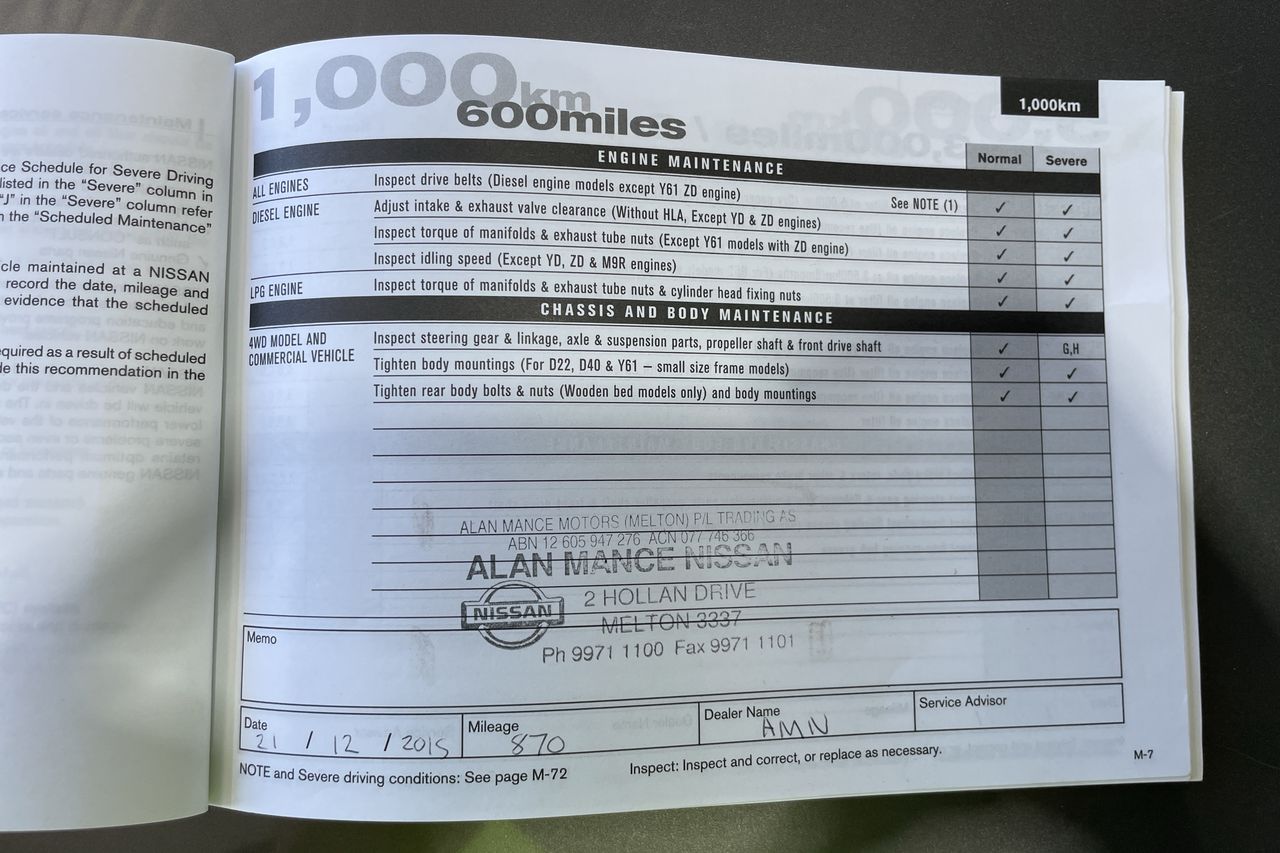 ce Schedule for Severe Driving
listed in the “Severe” column in
“J” in the “Severe” column refer
n the “Scheduled Maintenance”
cle maintained at a NISSAN
record the date, mileage and
evidence that the scheduled
equired as a result of scheduled
de this recommendation in the
1,000km
600miles
1,000km
ENGINE MAINTENANCE Normal Severe
ALL ENGINES Inspect drive belts (Diesel engine models except Y61 ZD engine) See NOTE (1) ✓ ✓
DIESEL ENGINE Adjust intake & exhaust valve clearance (Without HLA, Except YD & ZD engines) ✓ ✓
Inspect torque of manifolds & exhaust tube nuts (Except Y61 models with ZD engine) ✓ ✓
Inspect idling speed (Except YD, ZD & M9R engines) ✓ ✓
LPG ENGINE Inspect torque of manifolds & exhaust tube nuts & cylinder head fixing nuts ✓ ✓
CHASSIS AND BODY MAINTENANCE
4WD MODEL AND
COMMERCIAL VEHICLE
Inspect steering gear & linkage, axle & suspension parts, propeller shaft & front drive shaft ✓ G,H
Tighten body mountings (For D22, D40 & Y61 – small size frame models) ✓ ✓
Tighten rear body bolts & nuts (Wooden bed models only) and body mountings ✓ ✓
ALAN MANCE MOTORS (MELTON) P/L TRADING AS
ABN 12 605 947 276 ACN 077 746 366
ALAN MANCE NISSAN
NISSAN
2 HOLLAN DRIVE
MELTON 3337
Ph 9971 1100 Fax 9971 1101
Memo
Date 21 / 12 / 2015
Mileage 870
Dealer Name AMN
Service Advisor
NOTE and Severe driving conditions: See page M-72
Inspect: Inspect and correct, or replace as necessary.
M-7